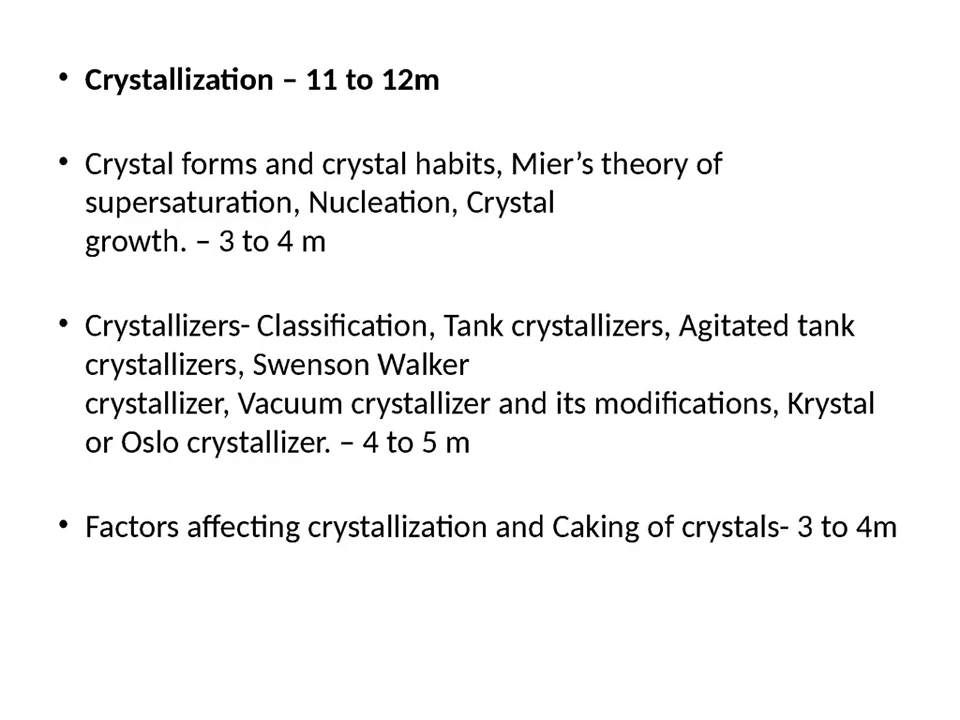 • Crystallization – 11 to 12m
• Crystal forms and crystal habits, Mier’s theory of
supersaturation, Nucleation, Crystal
growth. – 3 to 4 m
• Crystallizers- Classification, Tank crystallizers, Agitated tank
crystallizers, Swenson Walker
crystallizer, Vacuum crystallizer and its modifications, Krystal
or Oslo crystallizer. – 4 to 5 m
• Factors affecting crystallization and Caking of crystals- 3 to 4m